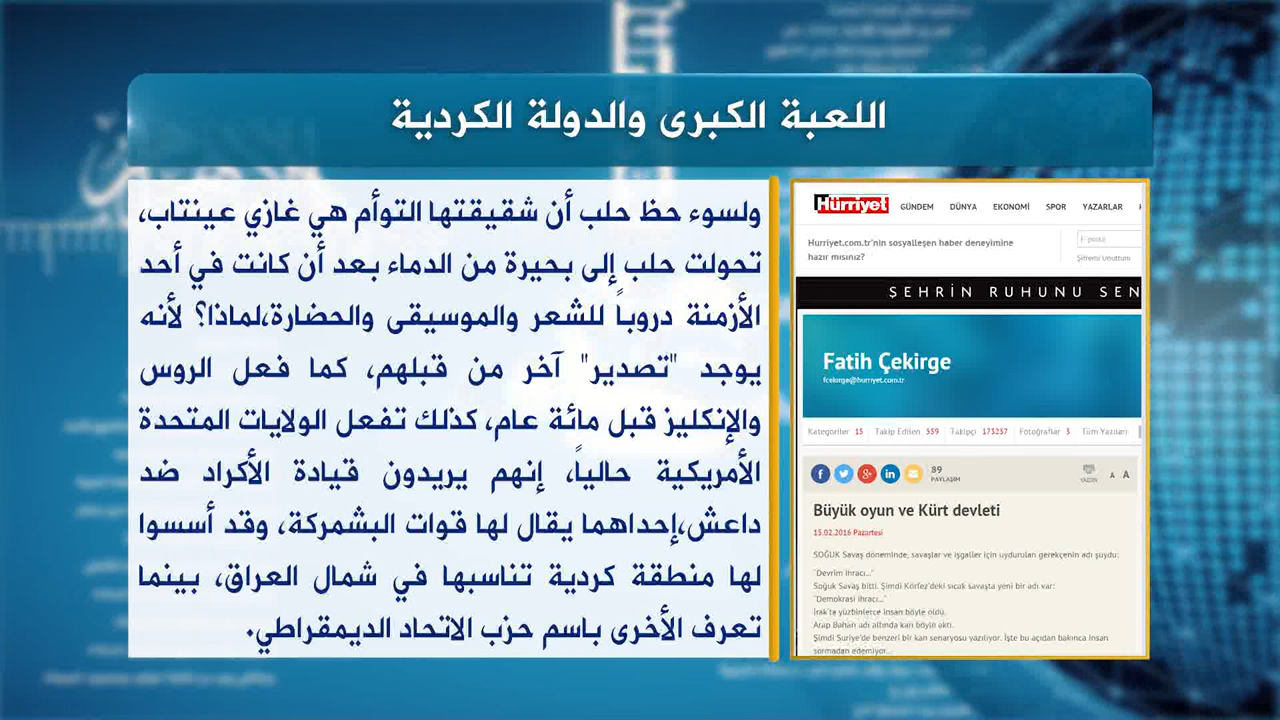 اللعبة الكبرى والدولة الكردية
ولسوء حظ حلب أن شقيقتها التوأم هي غازي عينتاب،
تحولت حلب إلى بحيرة من الدماء بعد أن كانت في أحد
الأزمنة دروباً للشعر والموسيقى والحضارة،لماذا؟ لأنه
يوجد "تصدير" آخر من قبلهم، كما فعل الروس
والإنكليز قبل مائة عام، كذلك تفعل الولايات المتحدة
الأمريكية حالياً، إنهم يريدون قيادة الأكراد ضد
داعش،إحداهما يقال لها قوات البشمركة، وقد أسسوا
لها منطقة كردية تناسبها في شمال العراق، بينما
تعرف الأخرى باسم حزب الاتحاد الديمقراطي.
Hürriyet GÜNDEM DÜNYA EKONOMİ SPOR YAZARLAR
Hurriyet.com.tr'nin sosyalleşen haber deneyimine
hazır mısınız?
E-posta
Şifremi Unuttum
ŞEHRİN RUHUNU SEN
Fatih Çekirge
fcekirge@hurriyet.com.tr
Kategoriler 15 Takip Edilen 559 Takipçi 173237 Fotoğraflar 3 Tüm Yazıları
89
PAYLAŞIM
YAZDIR A A
Büyük oyun ve Kürt devleti
15.02.2016 Pazartesi
SOĞUK Savaş döneminde, savaşlar ve işgaller için uydurulan gerekçenin adı şuydu:
"Devrim ihracı..."
Soğuk Savaş bitti. Şimdi Körfez'deki sıcak savaşta yeni bir adı var:
"Demokrasi ihracı..."
Irak'ta yüzbinlerce insan böyle öldü.
Arap Baharı adı altında kan böyle aktı.
Şimdi Suriye'de benzeri bir kan senaryosu yazılıyor. İşte bu açıdan bakınca insan
sormadan edemiyor...